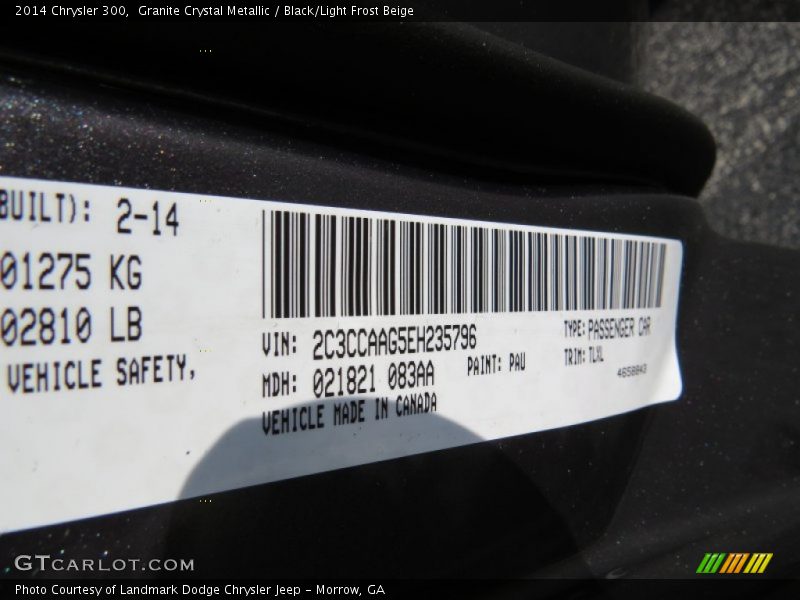 2014 Chrysler 300,  Granite Crystal Metallic / Black/Light Frost Beige
BUILT): 2-14
01275 KG
02810 LB
VEHICLE SAFETY,
VIN: 2C3CCAAG5EH235796
TYPE: PASSENGER CAR
MDH: 021821 083AA
PAINT: PAU
TRIM: TLXL
4658843
VEHICLE MADE IN CANADA
GTCARLOT.COM
Photo Courtesy of Landmark Dodge Chrysler Jeep - Morrow, GA